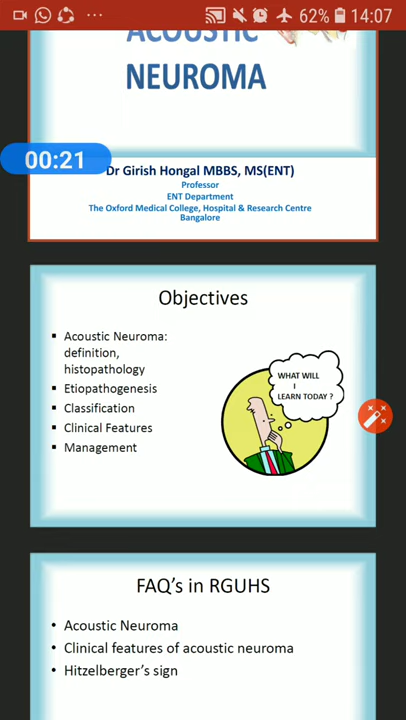 62% 14:07
ACOUSTIC
NEUROMA
00:21
Dr Girish Hongal MBBS, MS(ENT)
Professor
ENT Department
The Oxford Medical College, Hospital & Research Centre
Bangalore
Objectives
▪ Acoustic Neuroma:
definition,
histopathology
▪ Etiopathogenesis
▪ Classification
▪ Clinical Features
▪ Management
WHAT WILL
I
LEARN TODAY ?
FAQ's in RGUHS
• Acoustic Neuroma
• Clinical features of acoustic neuroma
• Hitzelberger's sign